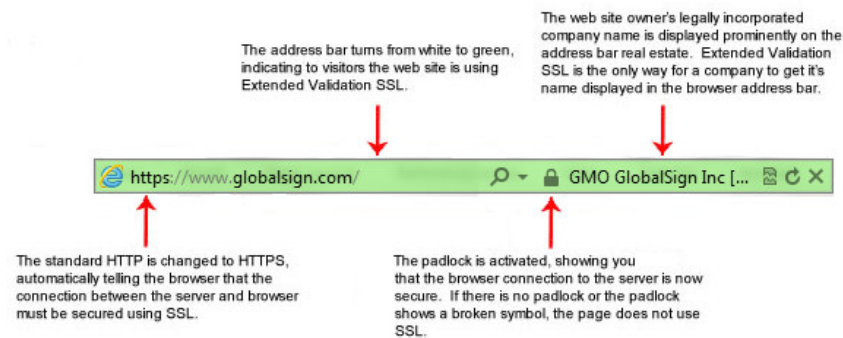 The web site owner's legally incorporated
company name is displayed prominently on the
address bar real estate.  Extended Validation
SSL is the only way for a company to get it's
name displayed in the browser address bar.
The address bar turns from white to green,
indicating to visitors the web site is using
Extended Validation SSL.
https://www.globalsign.com/ GMO GlobalSign Inc [...
The standard HTTP is changed to HTTPS,
automatically telling the browser that the
connection between the server and browser
must be secured using SSL.
The padlock is activated, showing you
that the browser connection to the server is now
secure.  If there is no padlock or the padlock
shows a broken symbol, the page does not use
SSL.